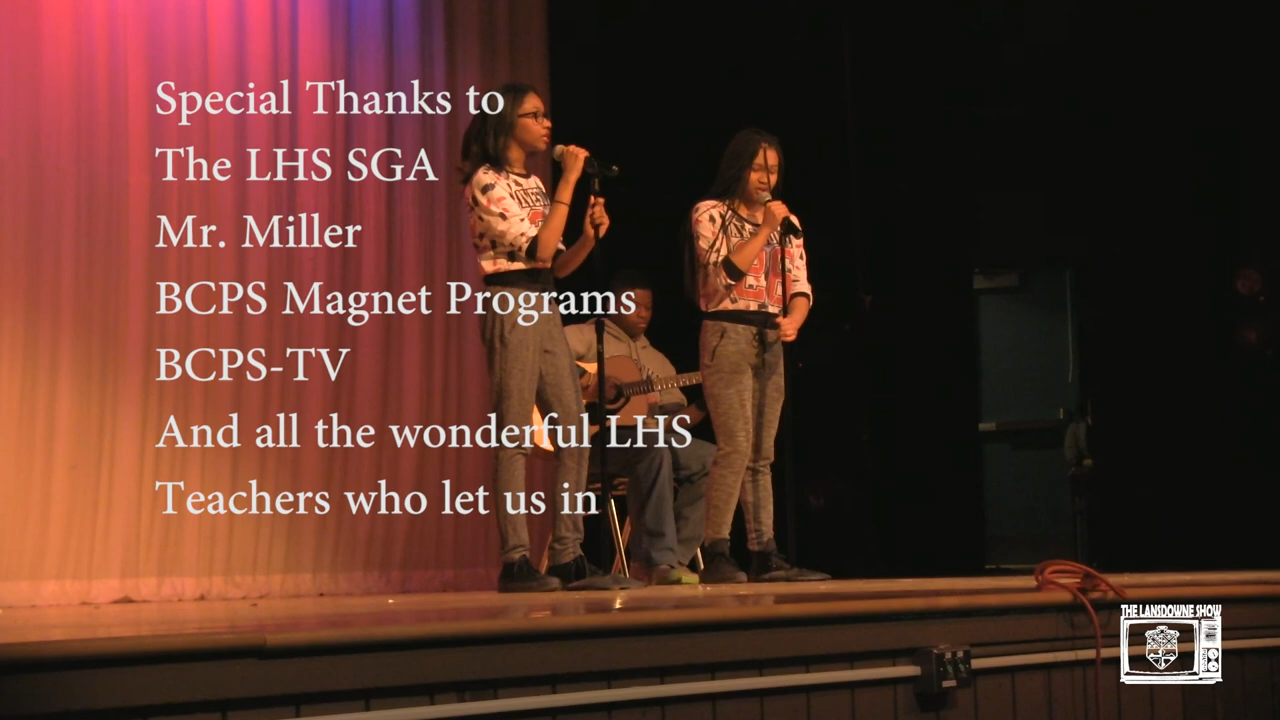 Special Thanks to
The LHS SGA
Mr. Miller
BCPS Magnet Programs
BCPS-TV
And all the wonderful LHS
Teachers who let us in
THE LANSDOWNE SHOW